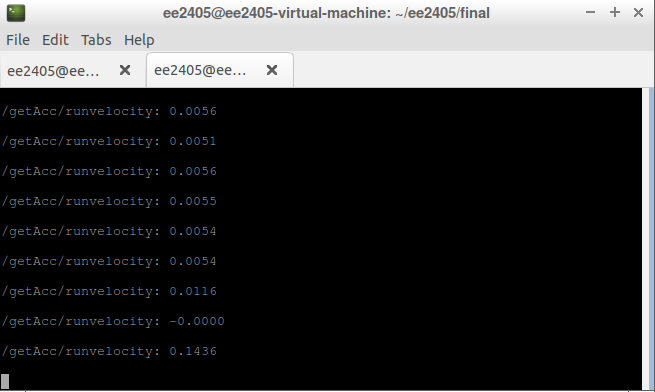 ee2405@ee2405-virtual-machine: ~/ee2405/final
File Edit Tabs Help
ee2405@ee... ee2405@ee...
/getAcc/runvelocity: 0.0056
/getAcc/runvelocity: 0.0051
/getAcc/runvelocity: 0.0056
/getAcc/runvelocity: 0.0055
/getAcc/runvelocity: 0.0054
/getAcc/runvelocity: 0.0054
/getAcc/runvelocity: 0.0116
/getAcc/runvelocity: -0.0000
/getAcc/runvelocity: 0.1436